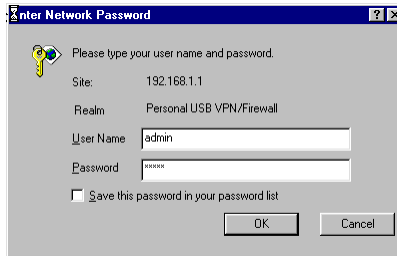 nter Network Password
Please type your user name and password.
Site: 192.168.1.1
Realm Personal USB VPN/Firewall
User Name admin
Password *****
Save this password in your password list
OK Cancel